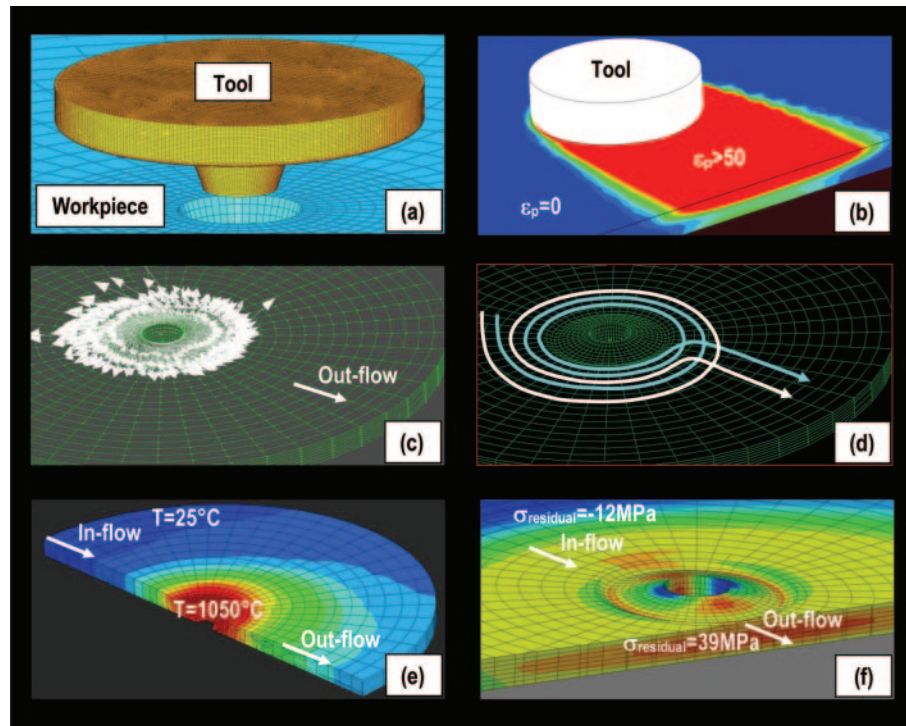 Tool
Workpiece
(a)
Tool
εp>50
εp=0
(b)
Out-flow
(c)
(d)
T=25°C
In-flow
T=1050°C
Out-flow
(e)
σresidual=-12MPa
In-flow
Out-flow
σresidual=39MPa
(f)